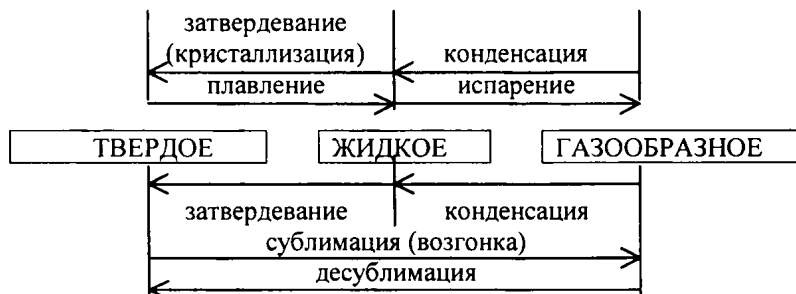 затвердевание
(кристаллизация) конденсация
плавление испарение
ТВЕРДОЕ ЖИДКОЕ ГАЗООБРАЗНОЕ
затвердевание конденсация
сублимация (возгонка)
десублимация